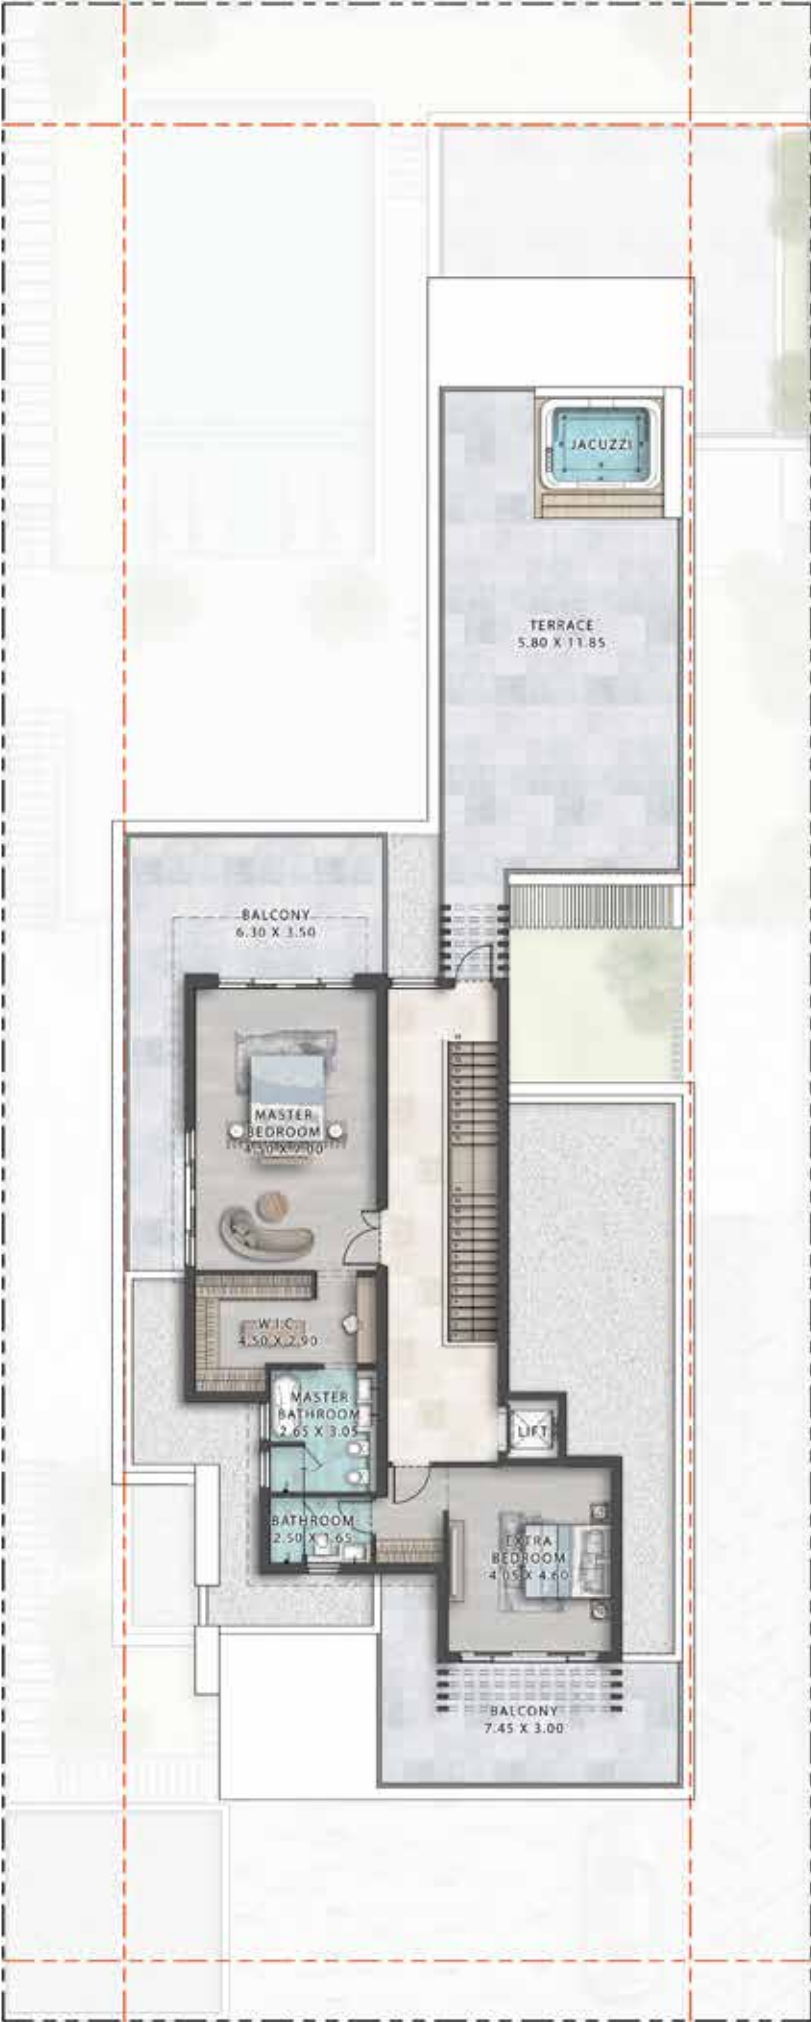 JACUZZI
TERRACE
5.80 X 11.85
BALCONY
6.30 X 3.50
MASTER
BEDROOM
4.50 X
W.I.C.
4.50 X 2.90
MASTER
BATHROOM
2.65 X 3.05
LIFT
BATHROOM
2.50 X 1.65
EXTRA
BEDROOM
4.05 X 4.60
BALCONY
7.45 X 3.00